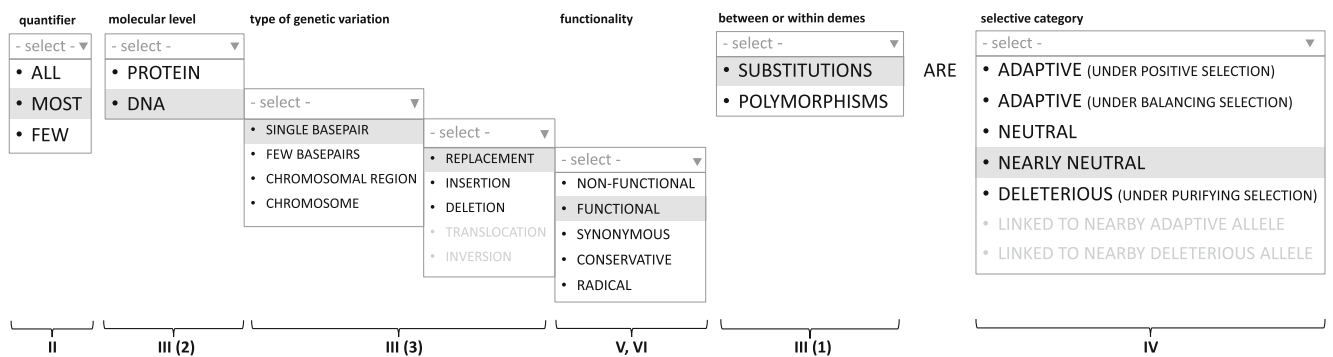 quantifier
molecular level
type of genetic variation
functionality
between or within demes
selective category
- select - ▼
• ALL
• MOST
• FEW
- select - ▼
• PROTEIN
• DNA
- select - ▼
• SINGLE BASEPAIR
• FEW BASEPAIRS
• CHROMOSOMAL REGION
• CHROMOSOME
- select - ▼
• REPLACEMENT
• INSERTION
• DELETION
• TRANSLOCATION
• INVERSION
- select - ▼
• NON-FUNCTIONAL
• FUNCTIONAL
• SYNONYMOUS
• CONSERVATIVE
• RADICAL
- select - ▼
• SUBSTITUTIONS
• POLYMORPHISMS
ARE
- select - ▼
• ADAPTIVE (UNDER POSITIVE SELECTION)
• ADAPTIVE (UNDER BALANCING SELECTION)
• NEUTRAL
• NEARLY NEUTRAL
• DELETERIOUS (UNDER PURIFYING SELECTION)
• LINKED TO NEARBY ADAPTIVE ALLELE
• LINKED TO NEARBY DELETERIOUS ALLELE
II
III (2)
III (3)
V, VI
III (1)
IV